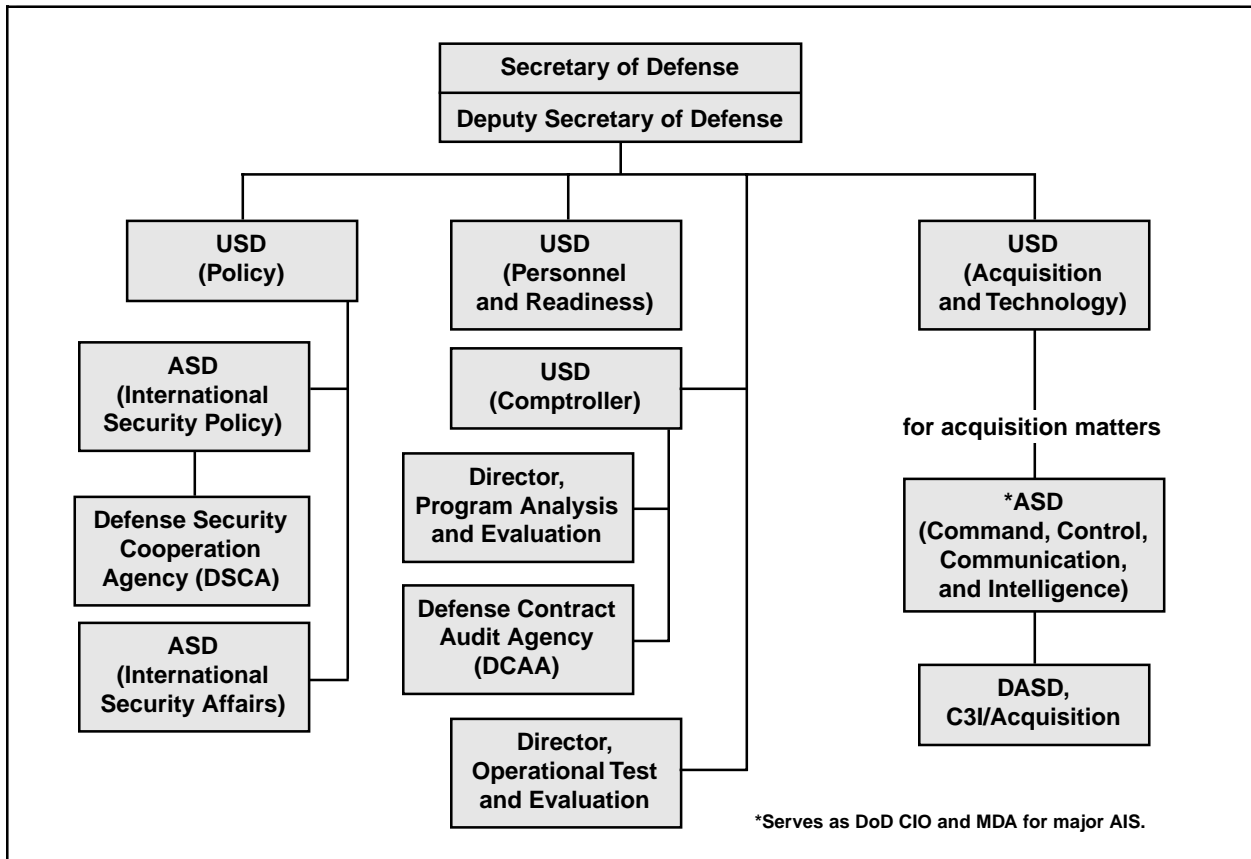 Secretary of Defense
Deputy Secretary of Defense
USD
(Policy)
USD
(Personnel
and Readiness)
USD
(Acquisition
and Technology)
ASD
(International
Security Policy)
USD
(Comptroller)
for acquisition matters
Director,
Program Analysis
and Evaluation
*ASD
(Command, Control,
Communication,
and Intelligence)
Defense Security
Cooperation
Agency (DSCA)
Defense Contract
Audit Agency
(DCAA)
ASD
(International
Security Affairs)
DASD,
C3I/Acquisition
Director,
Operational Test
and Evaluation
*Serves as DoD CIO and MDA for major AIS.